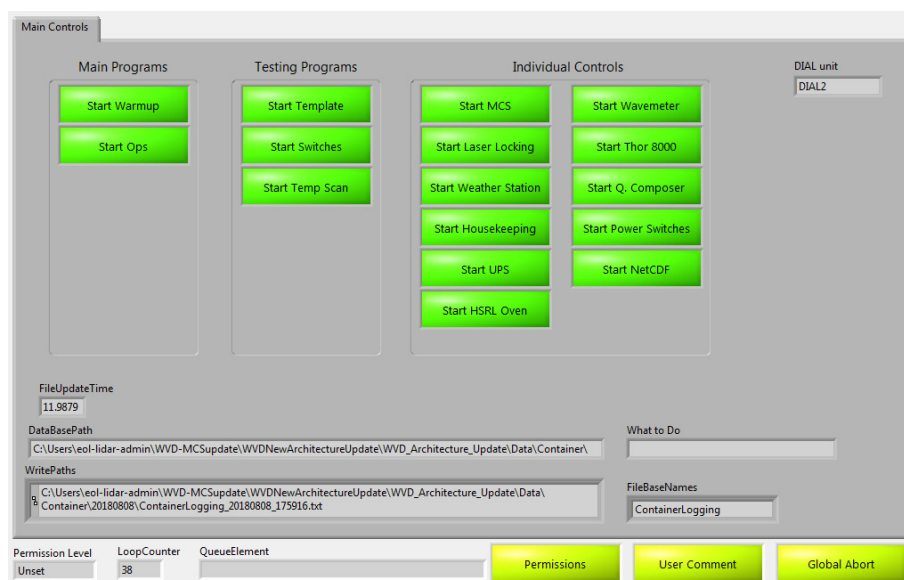 Main Controls
Main Programs
Testing Programs
Individual Controls
DIAL unit
DIAL2
Start Warmup
Start Template
Start MCS
Start Wavemeter
Start Ops
Start Switches
Start Laser Locking
Start Thor 8000
Start Temp Scan
Start Weather Station
Start Q. Composer
Start Housekeeping
Start Power Switches
Start UPS
Start NetCDF
Start HSRL Oven
FileUpdateTime
11.9879
DataBasePath
C:\Users\eol-lidar-admin\WVD-MCSupdate\WVDNewArchitectureUpdate\WVD_Architecture_Update\Data\Container\
What to Do
WritePaths
C:\Users\eol-lidar-admin\WVD-MCSupdate\WVDNewArchitectureUpdate\WVD_Architecture_Update\Data\
Container\20180808\ContainerLogging_20180808_175916.txt
FileBaseNames
ContainerLogging
Permission Level
Unset
LoopCounter
38
QueueElement
Permissions
User Comment
Global Abort